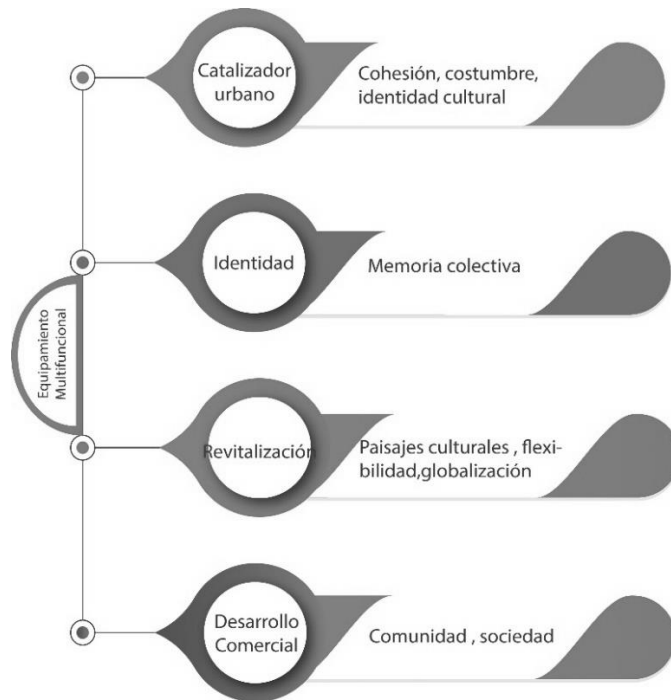 Catalizador
urbano
Cohesión, costumbre,
identidad cultural
Identidad
Memoria colectiva
Equipamiento
Multifuncional
Revitalización
Paisajes culturales , flexi-
bilidad,globalización
Desarrollo
Comercial
Comunidad , sociedad